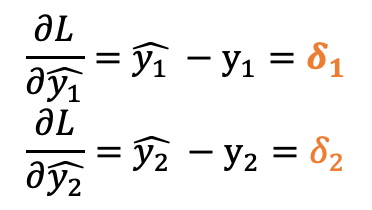 ∂L/∂ŷ₁ = ŷ₁ − y₁ = δ₁
∂L/∂ŷ₂ = ŷ₂ − y₂ = δ₂